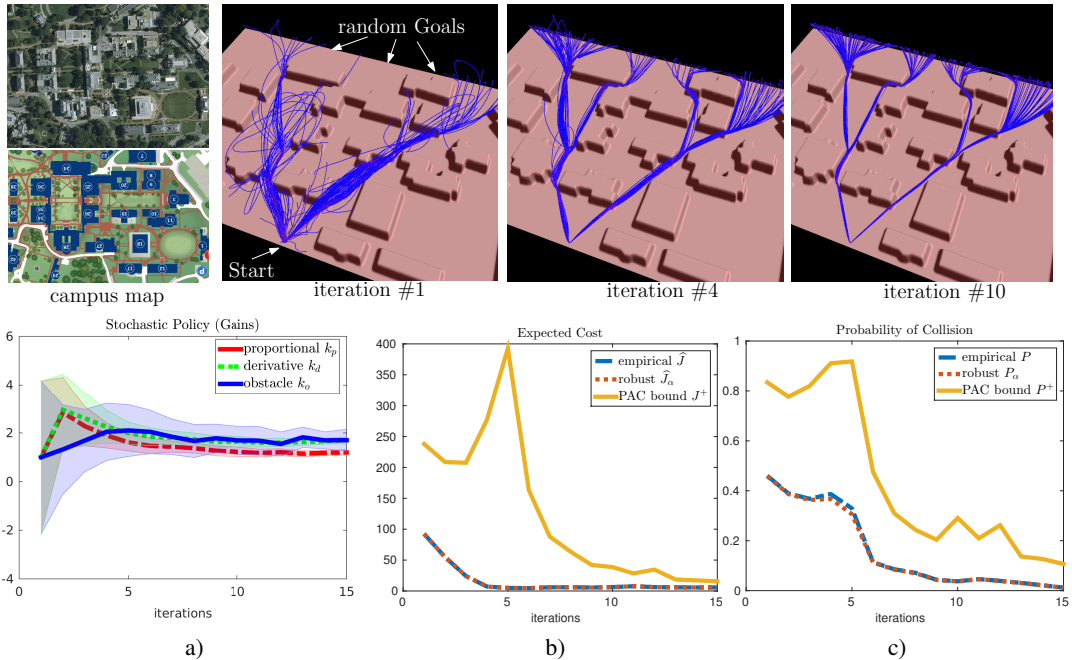 random Goals
Start
campus map
iteration #1
iteration #4
iteration #10
Stochastic Policy (Gains)
6
4
2
0
-2
-4
0
5
10
15
iterations
proportional k_p
derivative k_d
obstacle k_o
a)
Expected Cost
400
350
300
250
200
150
100
50
0
0
5
10
15
iterations
empirical Ĵ
robust Ĵ_α
PAC bound J⁺
b)
Probability of Collision
1
0.8
0.6
0.4
0.2
0
0
5
10
15
iterations
empirical P
robust P_α
PAC bound P⁺
c)